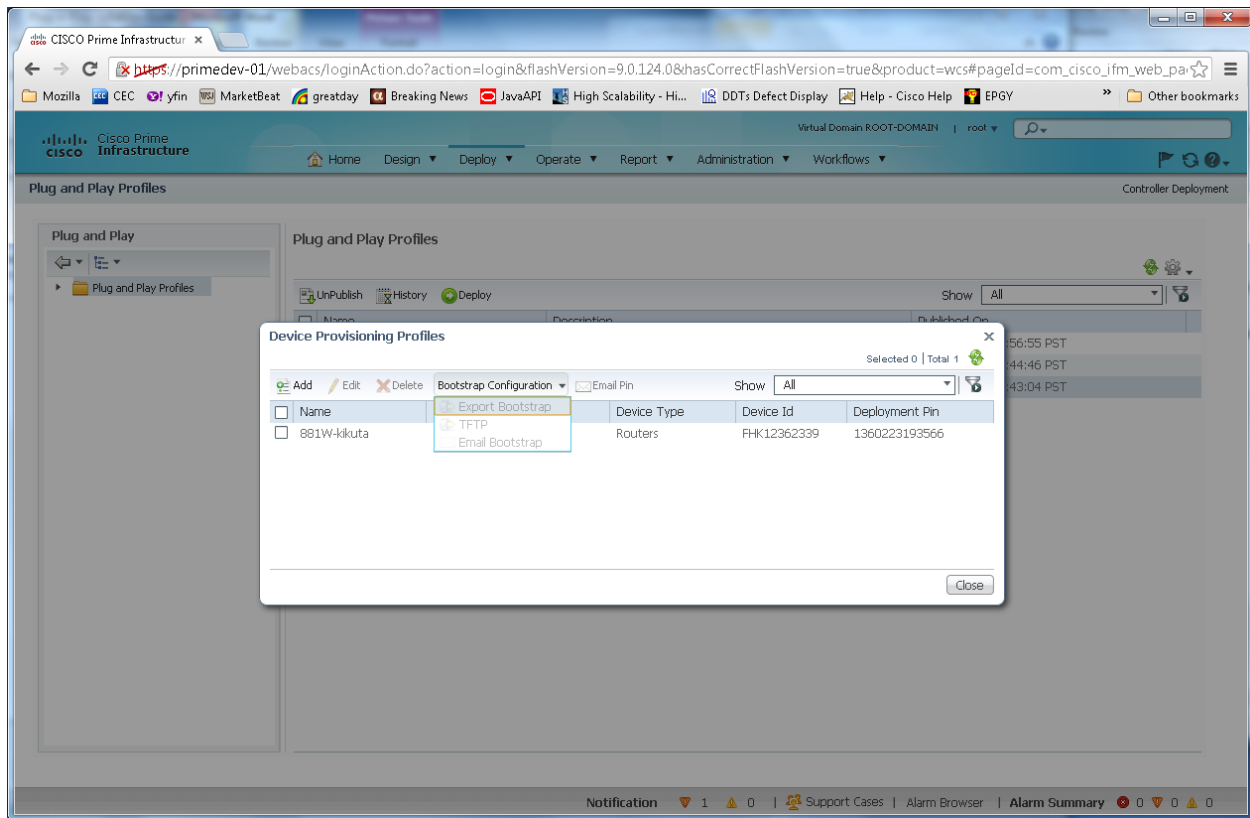 CISCO Prime Infrastructur ×
https://primedev-01/webacs/loginAction.do?action=login&flashVersion=9.0.124.0&hasCorrectFlashVersion=true&product=wcs#pageId=com_cisco_ifm_web_pa
Mozilla CEC yfin MarketBeat greatday Breaking News JavaAPI High Scalability - Hi... DDTs Defect Display Help - Cisco Help EPGY » Other bookmarks
Virtual Domain ROOT-DOMAIN | root
Cisco Prime
CISCO Infrastructure
Home Design Deploy Operate Report Administration Workflows
Plug and Play Profiles Controller Deployment
Plug and Play
Plug and Play Profiles
Plug and Play Profiles
UnPublish History Deploy Show All
Name Description Published On
:56:55 PST
:44:46 PST
:43:04 PST
Device Provisioning Profiles ×
Selected 0 | Total 1
Add Edit Delete Bootstrap Configuration Email Pin Show All
Name Device Type Device Id Deployment Pin
881W-kikuta Routers FHK12362339 1360223193566
Export Bootstrap
TFTP
Email Bootstrap
Close
Notification 1 0 | Support Cases | Alarm Browser | Alarm Summary 0 0 0